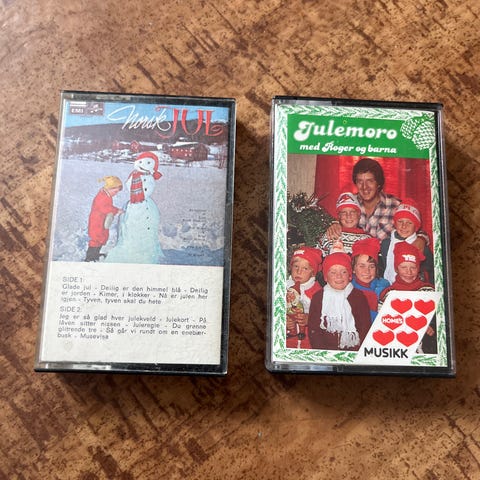 EMI
Norsk JUL
SIDE 1:
Glade jul - Deilig er den himmel blå - Deilig
er jorden - Kimer, i klokker - Nå er julen her
igjen - Tyven, tyven skal du hete
SIDE 2:
Jeg er så glad hver julekveld - Julekort - På
låven sitter nissen - Juleregle - Du grønne
glitrende tre - Så går vi rundt om en enebær-
busk - Musevisa
Julemoro
med Roger og barna
HOMES
MUSIKK